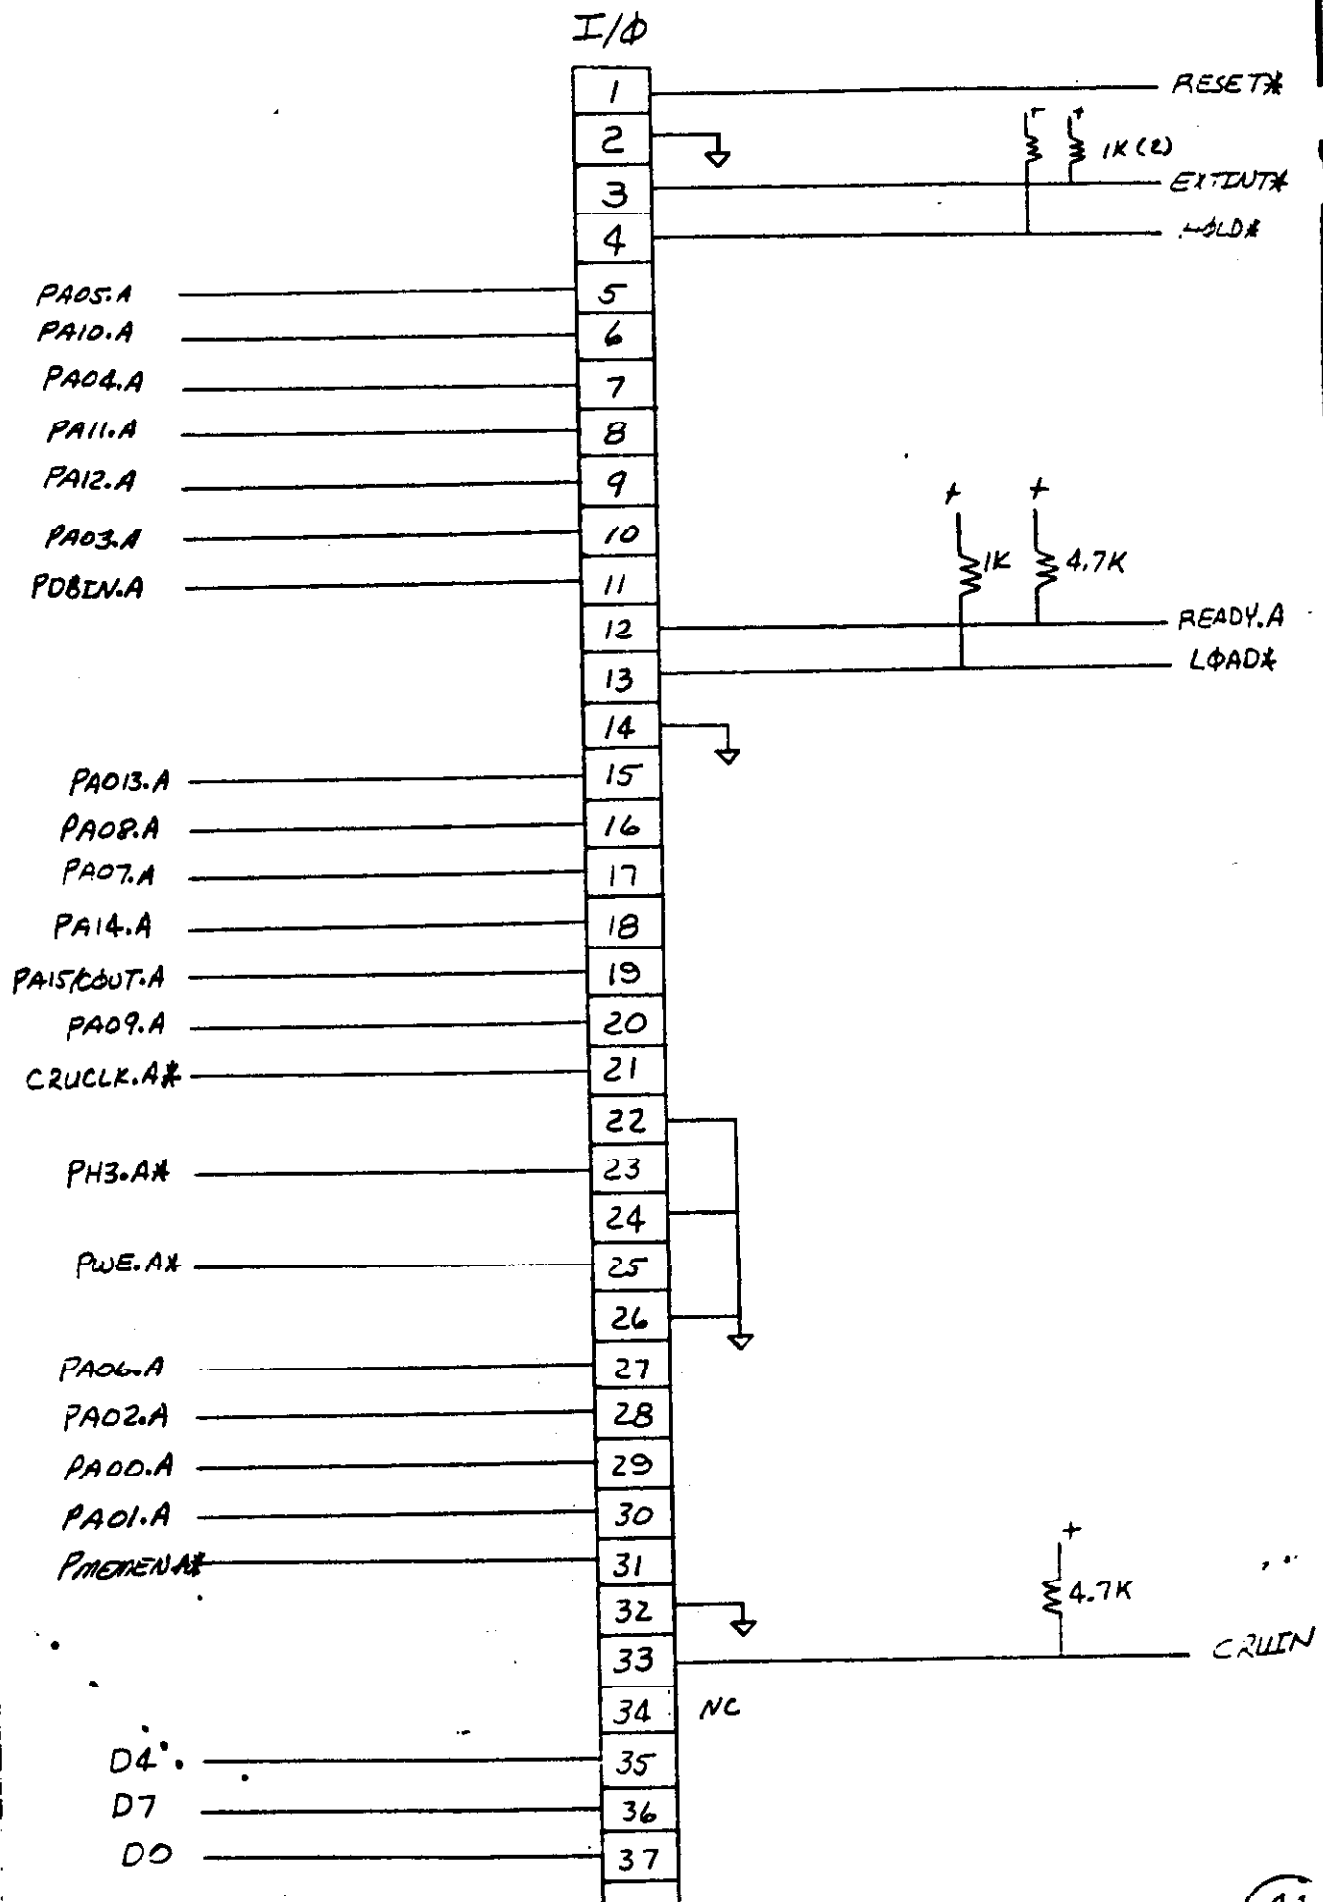 I/Φ
1 RESET*
2
1K(2)
3 EXTINT*
4
PA05.A 5
PA10.A 6
PA04.A 7
PA11.A 8
PA12.A 9
+ +
PA03.A 10
1K 4.7K
PDBIN.A 11
12 READY.A
13 LΦAD*
14
PA013.A 15
PA08.A 16
PA07.A 17
PA14.A 18
PA15/CΦUT.A 19
PA09.A 20
CRUCLK.A* 21
22
PH3.A* 23
24
PWE.A* 25
26
PA06.A 27
PA02.A 28
PA00.A 29
PA01.A 30
+
PMEMEN.A* 31
4.7K
32
33 CRUIN
34 NC
D4 35
D7 36
D0 37